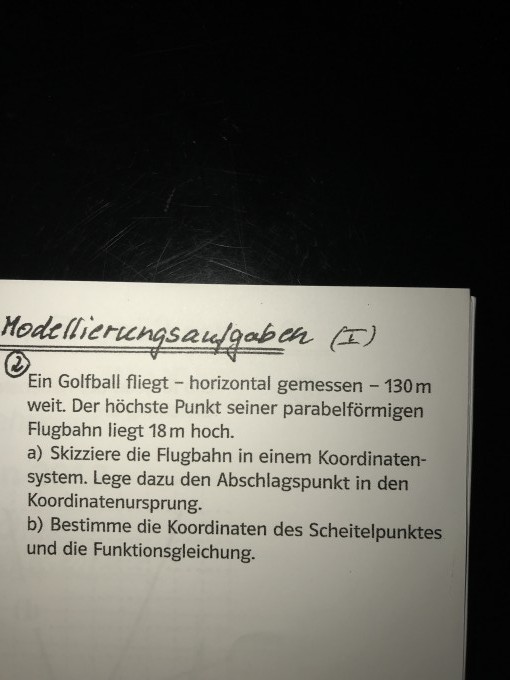 Modellierungsaufgaben (I)
②
Ein Golfball fliegt – horizontal gemessen – 130 m
weit. Der höchste Punkt seiner parabelförmigen
Flugbahn liegt 18 m hoch.
a) Skizziere die Flugbahn in einem Koordinaten-
system. Lege dazu den Abschlagspunkt in den
Koordinatenursprung.
b) Bestimme die Koordinaten des Scheitelpunktes
und die Funktionsgleichung.